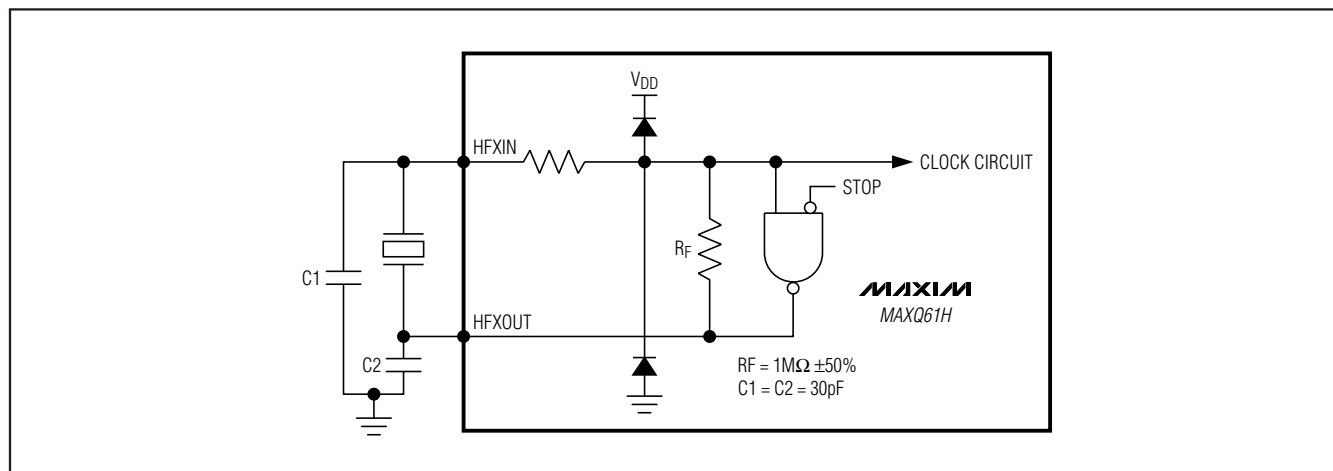 VDD
HFXIN
CLOCK CIRCUIT
STOP
RF
C1
MAXIM
MAXQ61H
HFXOUT
C2
RF = 1MΩ ±50%
C1 = C2 = 30pF